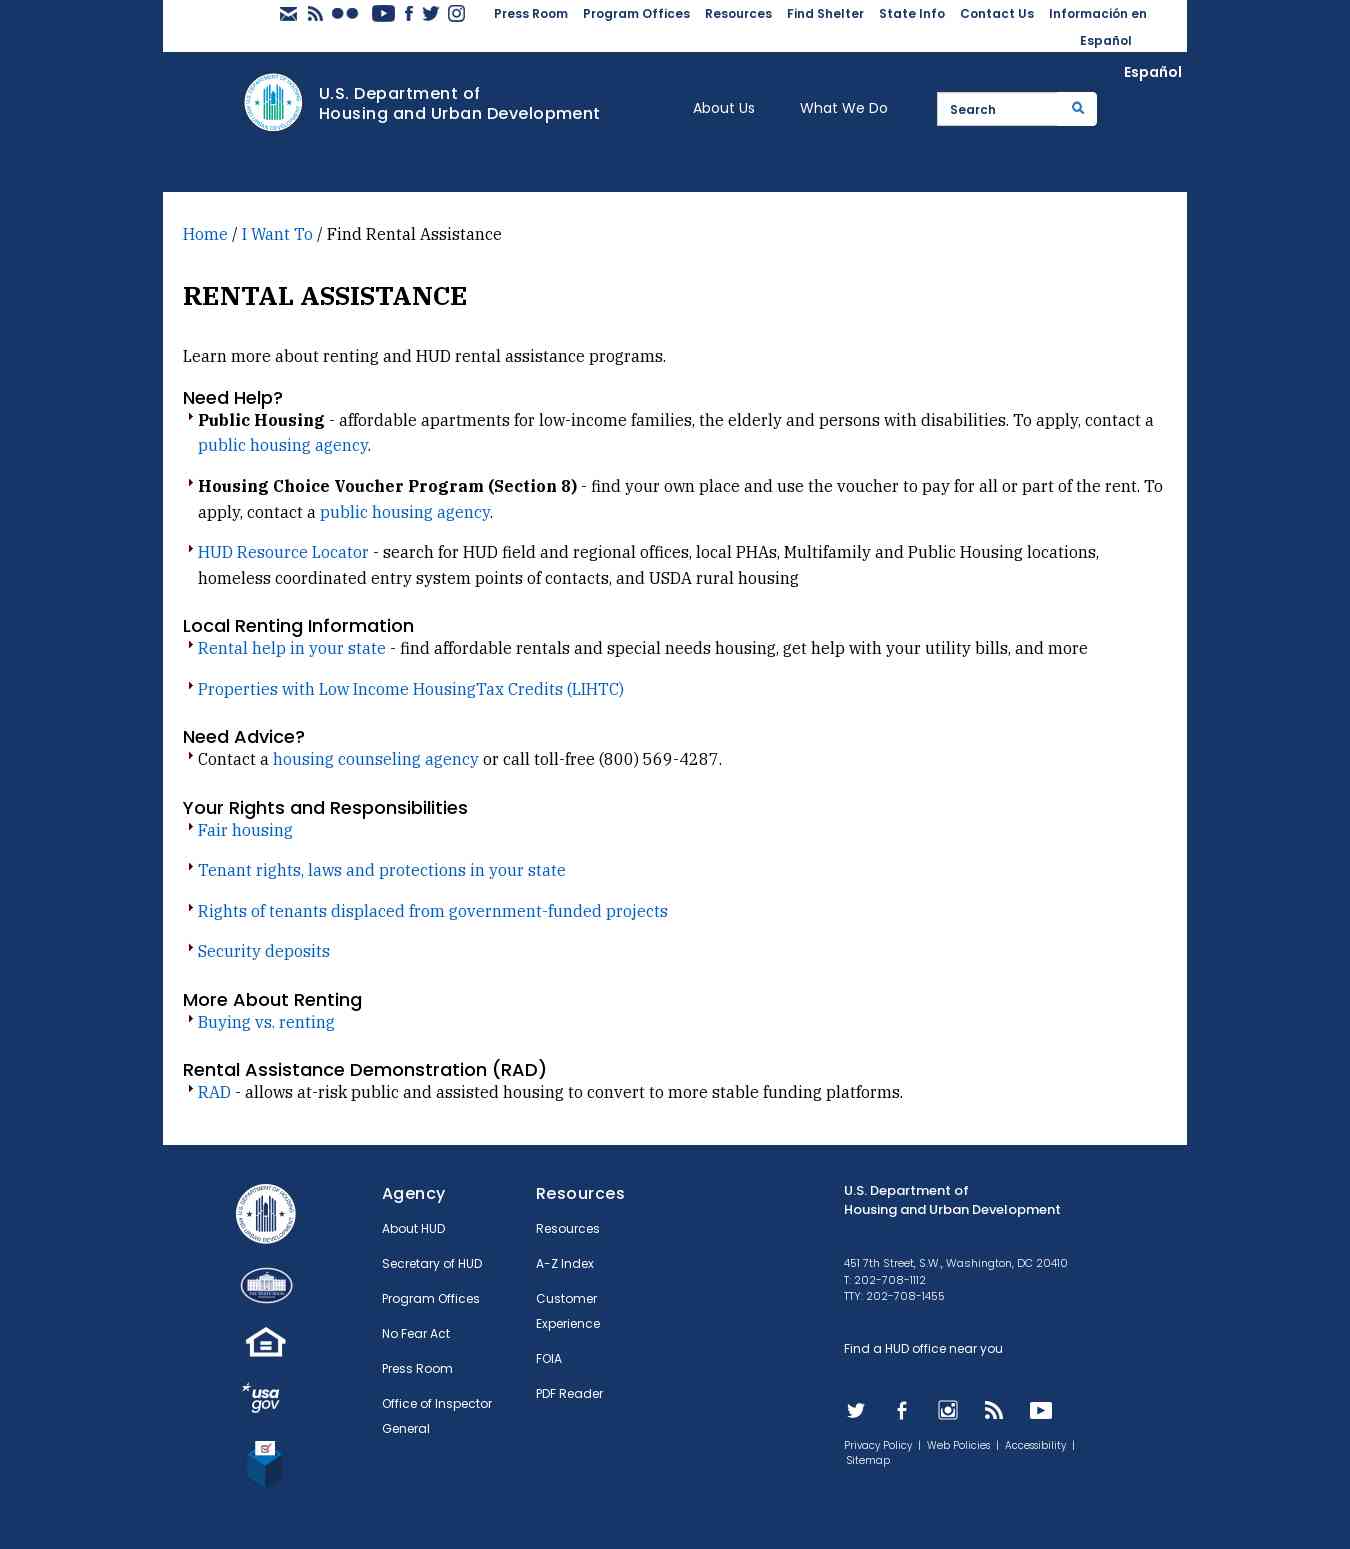 Press Room Program Offices Resources Find Shelter State Info Contact Us Información en
Español
Español
U.S. Department of
Housing and Urban Development
About Us What We Do Search
Home / I Want To / Find Rental Assistance
RENTAL ASSISTANCE
Learn more about renting and HUD rental assistance programs.
Need Help?
Public Housing - affordable apartments for low-income families, the elderly and persons with disabilities. To apply, contact a
public housing agency.
Housing Choice Voucher Program (Section 8) - find your own place and use the voucher to pay for all or part of the rent. To
apply, contact a public housing agency.
HUD Resource Locator - search for HUD field and regional offices, local PHAs, Multifamily and Public Housing locations,
homeless coordinated entry system points of contacts, and USDA rural housing
Local Renting Information
Rental help in your state - find affordable rentals and special needs housing, get help with your utility bills, and more
Properties with Low Income HousingTax Credits (LIHTC)
Need Advice?
Contact a housing counseling agency or call toll-free (800) 569-4287.
Your Rights and Responsibilities
Fair housing
Tenant rights, laws and protections in your state
Rights of tenants displaced from government-funded projects
Security deposits
More About Renting
Buying vs. renting
Rental Assistance Demonstration (RAD)
RAD - allows at-risk public and assisted housing to convert to more stable funding platforms.
U.S. DEPARTMENT OF HOUSING
AND URBAN DEVELOPMENT
usa
gov
Agency
About HUD
Secretary of HUD
Program Offices
No Fear Act
Press Room
Office of Inspector
General
Resources
Resources
A-Z Index
Customer
Experience
FOIA
PDF Reader
U.S. Department of
Housing and Urban Development
451 7th Street, S.W., Washington, DC 20410
T: 202-708-1112
TTY: 202-708-1455
Find a HUD office near you
Privacy Policy | Web Policies | Accessibility |
Sitemap